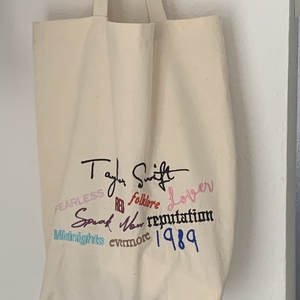 Taylor Swift
FEARLESS RED folklore Lover
Speak Now reputation
Midnights evermore 1989